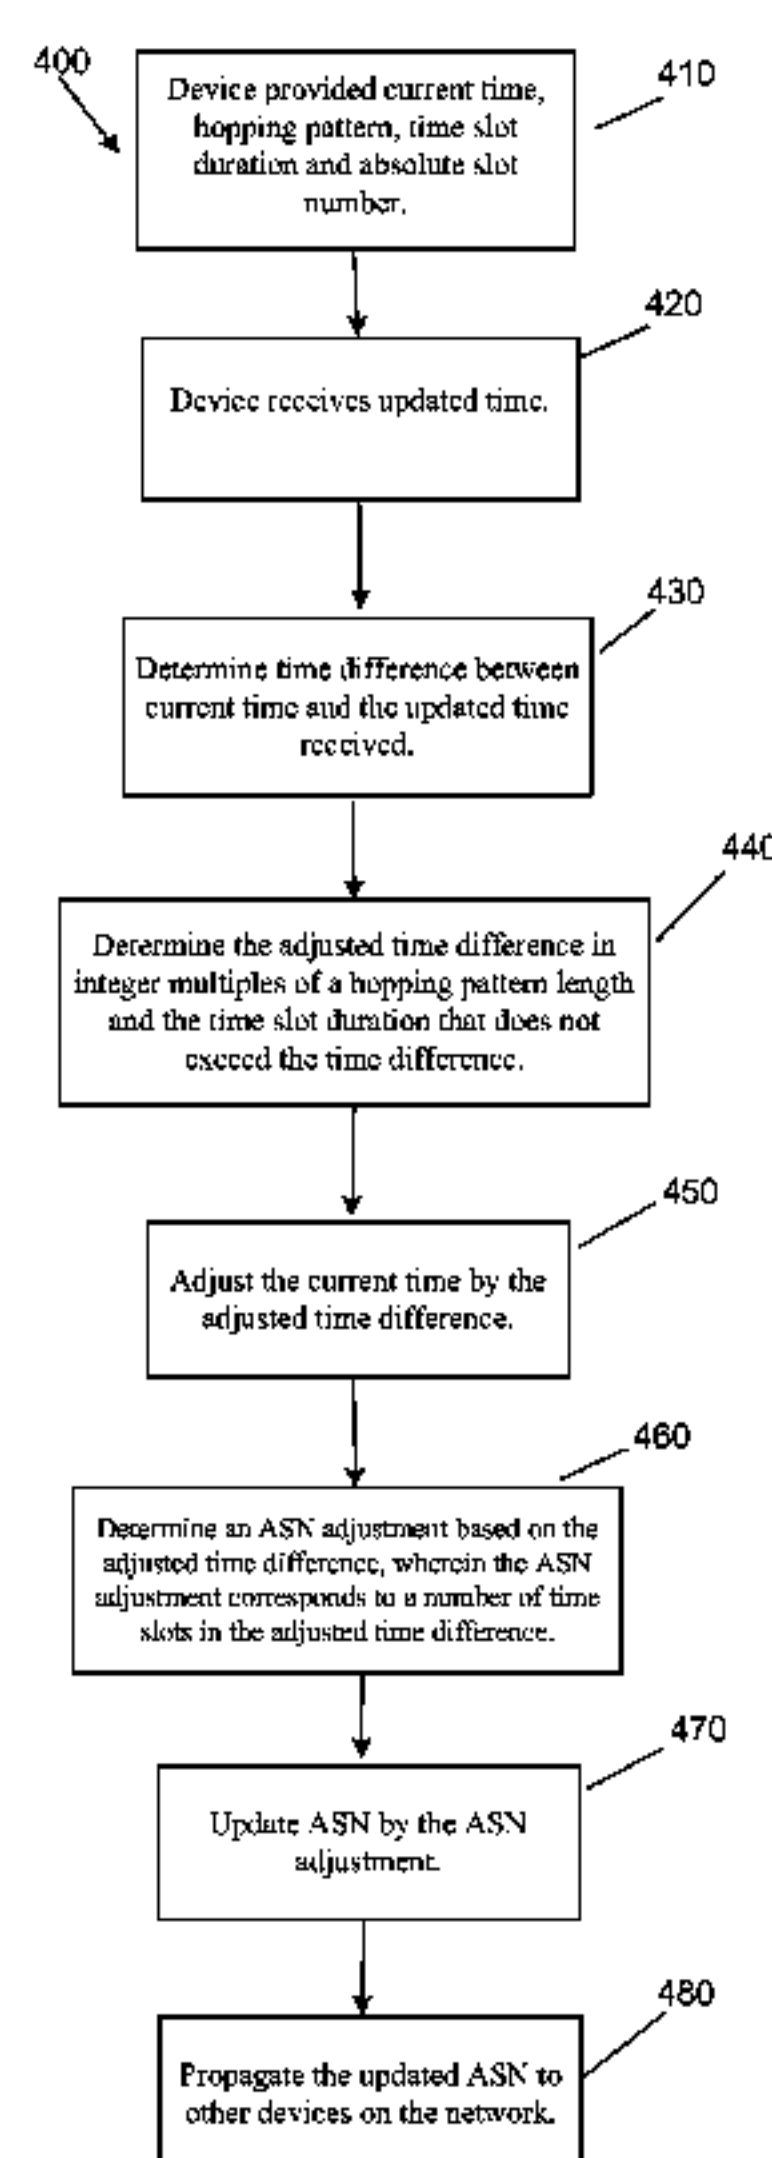 400
410
Device provided current time,
hopping pattern, time slot
duration and absolute slot
number.
420
Device receives updated time.
430
Determine time difference between
current time and the updated time
received.
440
Determine the adjusted time difference in
integer multiples of a hopping pattern length
and the time slot duration that does not
exceed the time difference.
450
Adjust the current time by the
adjusted time difference.
460
Determine an ASN adjustment based on the
adjusted time difference, wherein the ASN
adjustment corresponds to a number of time
slots in the adjusted time difference.
470
Update ASN by the ASN
adjustment.
480
Propagate the updated ASN to
other devices on the network.